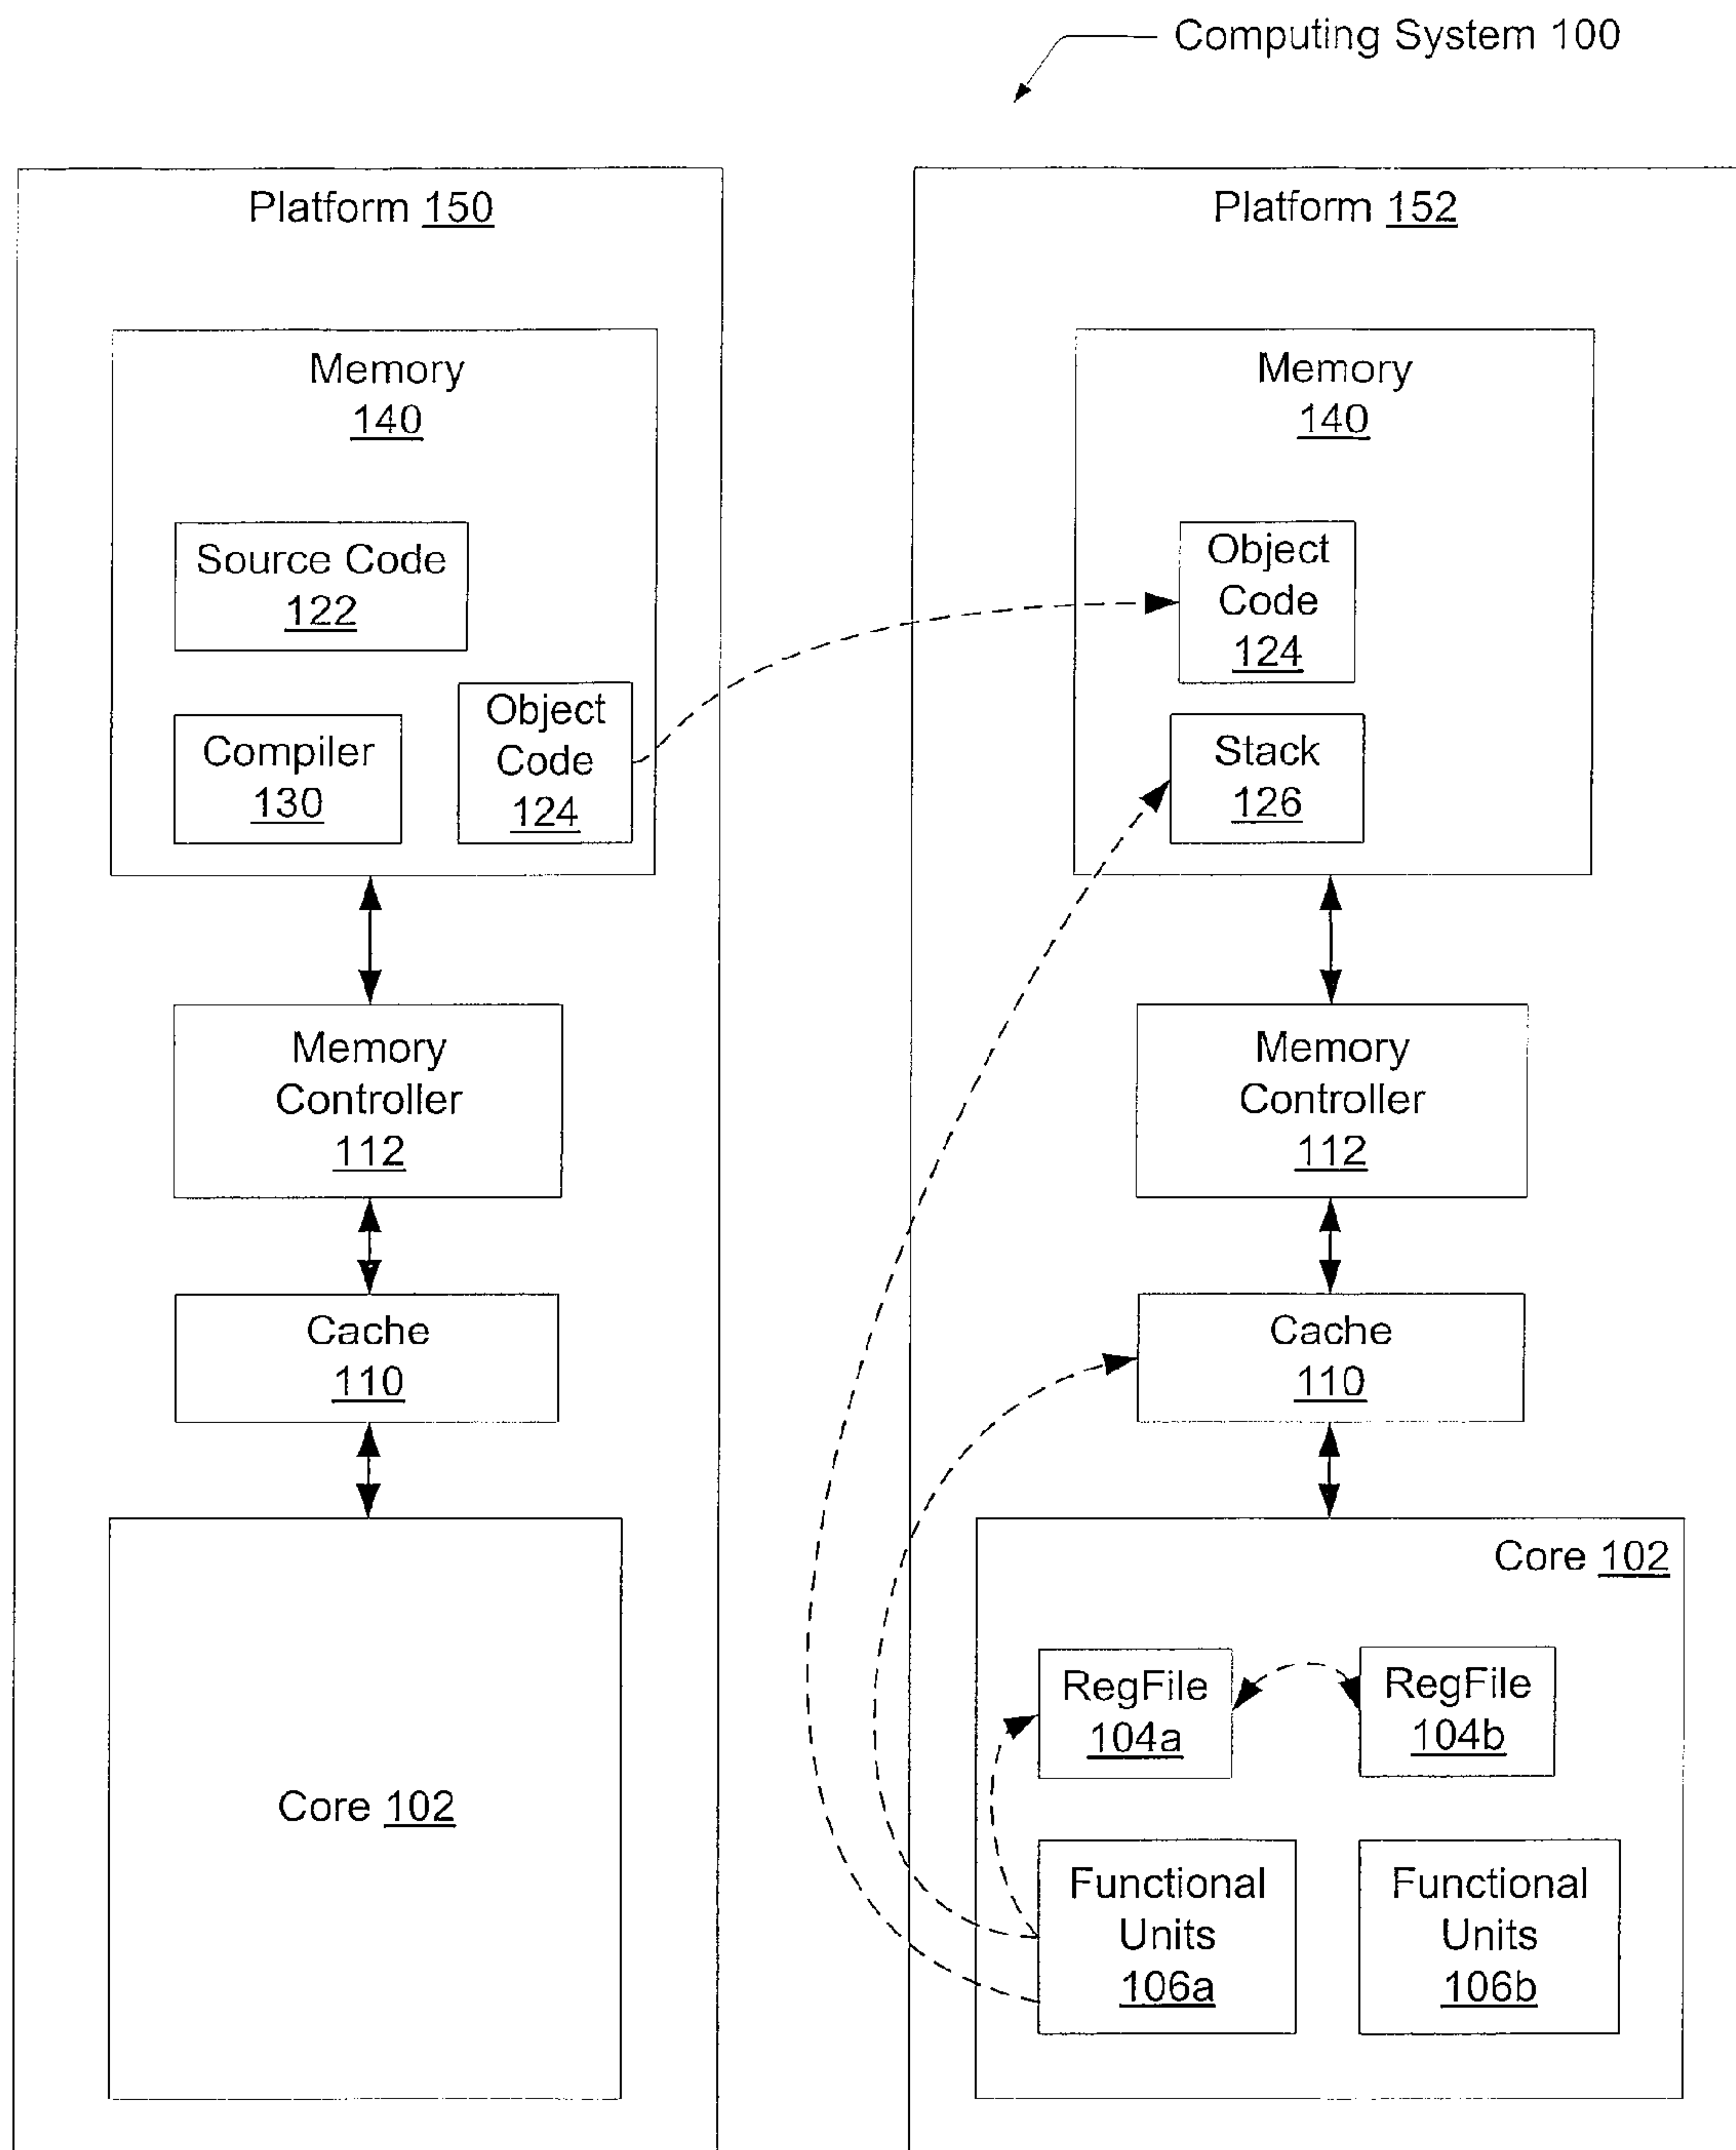 Computing System 100
Platform 150
Memory
140
Source Code
122
Compiler
130
Object
Code
124
Memory
Controller
112
Cache
110
Core 102
Platform 152
Memory
140
Object
Code
124
Stack
126
Memory
Controller
112
Cache
110
Core 102
RegFile
104a
RegFile
104b
Functional
Units
106a
Functional
Units
106b